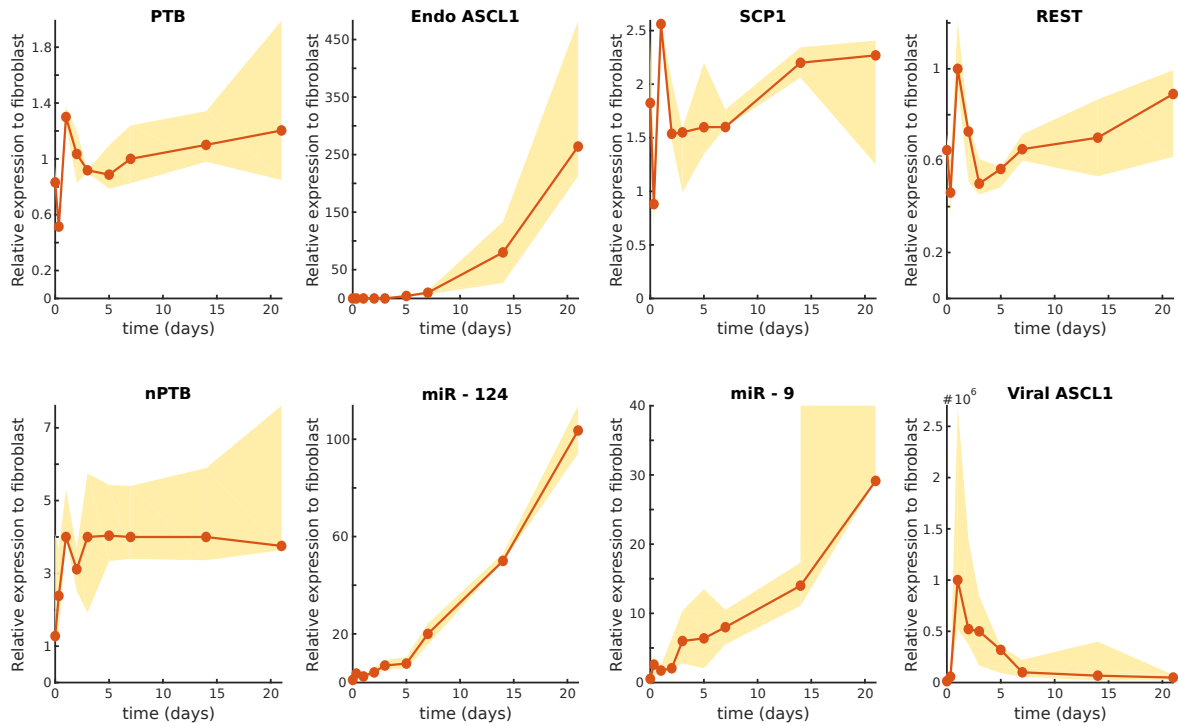 PTB
Relative expression to fibroblast
1.8
1.4
1
0.6
0.2
0
0 5 10 15 20
time (days)
Endo ASCL1
Relative expression to fibroblast
450
350
250
150
50
0
0 5 10 15 20
time (days)
SCP1
Relative expression to fibroblast
2.5
2
1.5
1
0.5
0
0 5 10 15 20
time (days)
REST
Relative expression to fibroblast
1
0.6
0.2
0
0 5 10 15 20
time (days)
nPTB
Relative expression to fibroblast
7
5
3
1
0
0 5 10 15 20
time (days)
miR - 124
Relative expression to fibroblast
100
60
20
0
0 5 10 15 20
time (days)
miR - 9
Relative expression to fibroblast
40
30
20
10
0
0 5 10 15 20
time (days)
Viral ASCL1
#10⁶
Relative expression to fibroblast
2.5
2
1.5
1
0.5
0
0 5 10 15 20
time (days)